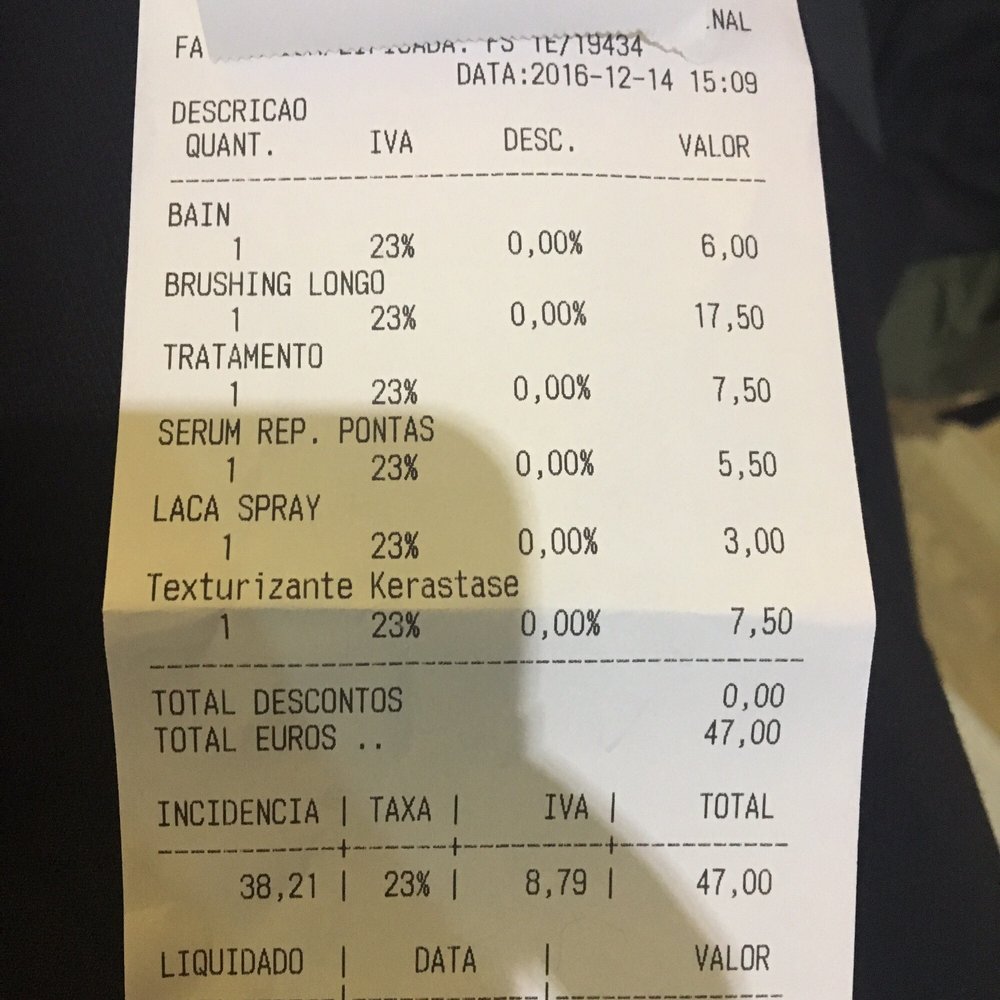 .NAL
FA FS TE/19434
DATA:2016-12-14 15:09
DESCRICAO
QUANT. IVA DESC. VALOR
BAIN
1 23% 0,00% 6,00
BRUSHING LONGO
1 23% 0,00% 17,50
TRATAMENTO
1 23% 0,00% 7,50
SERUM REP. PONTAS
1 23% 0,00% 5,50
LACA SPRAY
1 23% 0,00% 3,00
Texturizante Kerastase
1 23% 0,00% 7,50
TOTAL DESCONTOS 0,00
TOTAL EUROS .. 47,00
INCIDENCIA | TAXA | IVA | TOTAL
38,21 | 23% | 8,79 | 47,00
LIQUIDADO | DATA | VALOR